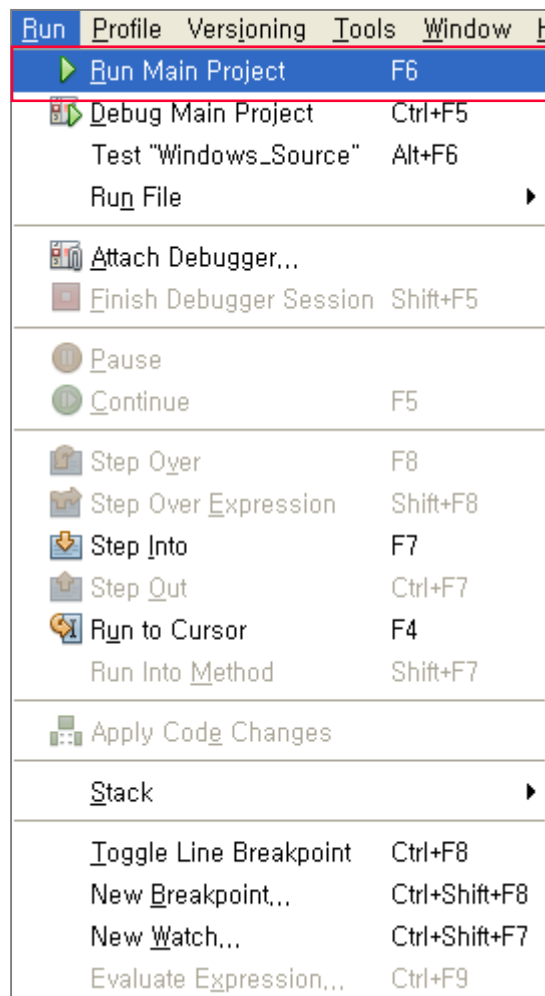 Run Profile Versioning Tools Window H
Run Main Project F6
Debug Main Project Ctrl+F5
Test "Windows_Source" Alt+F6
Run File
Attach Debugger...
Finish Debugger Session Shift+F5
Pause
Continue F5
Step Over F8
Step Over Expression Shift+F8
Step Into F7
Step Out Ctrl+F7
Run to Cursor F4
Run Into Method Shift+F7
Apply Code Changes
Stack
Toggle Line Breakpoint Ctrl+F8
New Breakpoint... Ctrl+Shift+F8
New Watch... Ctrl+Shift+F7
Evaluate Expression... Ctrl+F9